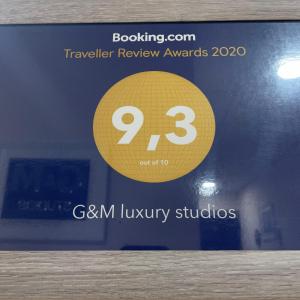 Booking.com
Traveller Review Awards 2020
9,3
out of 10
G&M luxury studios